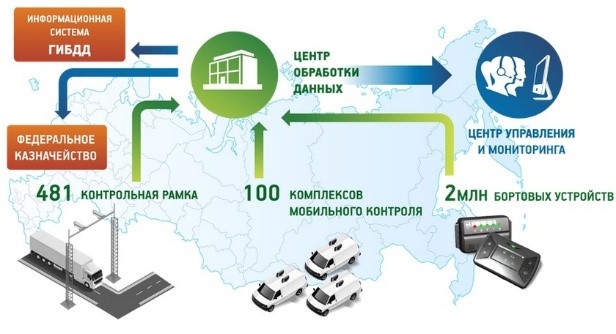 ИНФОРМАЦИОННАЯ
СИСТЕМА
ГИБДД
ЦЕНТР
ОБРАБОТКИ
ДАННЫХ
ФЕДЕРАЛЬНОЕ
КАЗНАЧЕЙСТВО
ЦЕНТР УПРАВЛЕНИЯ
И МОНИТОРИНГА
481 КОНТРОЛЬНАЯ РАМКА
100 КОМПЛЕКСОВ
МОБИЛЬНОГО КОНТРОЛЯ
2МЛН БОРТОВЫХ УСТРОЙСТВ